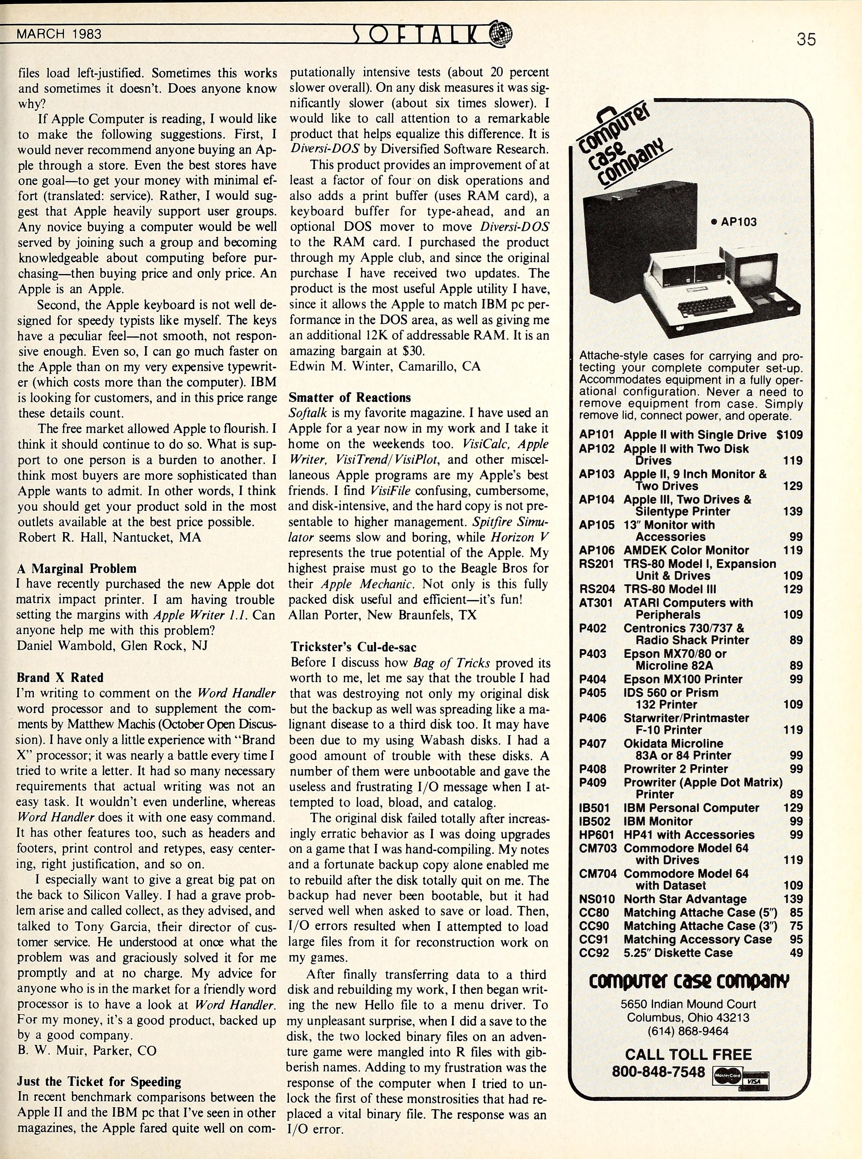 MARCH 1983
SOFTALK
35
files load left-justified. Sometimes this works
and sometimes it doesn't. Does anyone know
why?
If Apple Computer is reading, I would like
to make the following suggestions. First, I
would never recommend anyone buying an Ap-
ple through a store. Even the best stores have
one goal—to get your money with minimal ef-
fort (translated: service). Rather, I would sug-
gest that Apple heavily support user groups.
Any novice buying a computer would be well
served by joining such a group and becoming
knowledgeable about computing before pur-
chasing—then buying price and only price. An
Apple is an Apple.
Second, the Apple keyboard is not well de-
signed for speedy typists like myself. The keys
have a peculiar feel—not smooth, not respon-
sive enough. Even so, I can go much faster on
the Apple than on my very expensive typewrit-
er (which costs more than the computer). IBM
is looking for customers, and in this price range
these details count.
The free market allowed Apple to flourish. I
think it should continue to do so. What is sup-
port to one person is a burden to another. I
think most buyers are more sophisticated than
Apple wants to admit. In other words, I think
you should get your product sold in the most
outlets available at the best price possible.
Robert R. Hall, Nantucket, MA
A Marginal Problem
I have recently purchased the new Apple dot
matrix impact printer. I am having trouble
setting the margins with Apple Writer 1.1. Can
anyone help me with this problem?
Daniel Wambold, Glen Rock, NJ
Brand X Rated
I'm writing to comment on the Word Handler
word processor and to supplement the com-
ments by Matthew Machis (October Open Discus-
sion). I have only a little experience with "Brand
X" processor; it was nearly a battle every time I
tried to write a letter. It had so many necessary
requirements that actual writing was not an
easy task. It wouldn't even underline, whereas
Word Handler does it with one easy command.
It has other features too, such as headers and
footers, print control and retypes, easy center-
ing, right justification, and so on.
I especially want to give a great big pat on
the back to Silicon Valley. I had a grave prob-
lem arise and called collect, as they advised, and
talked to Tony Garcia, their director of cus-
tomer service. He understood at once what the
problem was and graciously solved it for me
promptly and at no charge. My advice for
anyone who is in the market for a friendly word
processor is to have a look at Word Handler.
For my money, it's a good product, backed up
by a good company.
B. W. Muir, Parker, CO
Just the Ticket for Speeding
In recent benchmark comparisons between the
Apple II and the IBM pc that I've seen in other
magazines, the Apple fared quite well on com-
putationally intensive tests (about 20 percent
slower overall). On any disk measures it was sig-
nificantly slower (about six times slower). I
would like to call attention to a remarkable
product that helps equalize this difference. It is
Diversi-DOS by Diversified Software Research.
This product provides an improvement of at
least a factor of four on disk operations and
also adds a print buffer (uses RAM card), a
keyboard buffer for type-ahead, and an
optional DOS mover to move Diversi-DOS
to the RAM card. I purchased the product
through my Apple club, and since the original
purchase I have received two updates. The
product is the most useful Apple utility I have,
since it allows the Apple to match IBM pc per-
formance in the DOS area, as well as giving me
an additional 12K of addressable RAM. It is an
amazing bargain at $30.
Edwin M. Winter, Camarillo, CA
Smatter of Reactions
Softalk is my favorite magazine. I have used an
Apple for a year now in my work and I take it
home on the weekends too. VisiCalc, Apple
Writer, VisiTrend/VisiPlot, and other miscel-
laneous Apple programs are my Apple's best
friends. I find VisiFile confusing, cumbersome,
and disk-intensive, and the hard copy is not pre-
sentable to higher management. Spitfire Simu-
lator seems slow and boring, while Horizon V
represents the true potential of the Apple. My
highest praise must go to the Beagle Bros for
their Apple Mechanic. Not only is this fully
packed disk useful and efficient—it's fun!
Allan Porter, New Braunfels, TX
Trickster's Cul-de-sac
Before I discuss how Bag of Tricks proved its
worth to me, let me say that the trouble I had
that was destroying not only my original disk
but the backup as well was spreading like a ma-
lignant disease to a third disk too. It may have
been due to my using Wabash disks. I had a
good amount of trouble with these disks. A
number of them were unbootable and gave the
useless and frustrating I/O message when I at-
tempted to load, bload, and catalog.
The original disk failed totally after increas-
ingly erratic behavior as I was doing upgrades
on a game that I was hand-compiling. My notes
and a fortunate backup copy alone enabled me
to rebuild after the disk totally quit on me. The
backup had never been bootable, but it had
served well when asked to save or load. Then,
I/O errors resulted when I attempted to load
large files from it for reconstruction work on
my games.
After finally transferring data to a third
disk and rebuilding my work, I then began writ-
ing the new Hello file to a menu driver. To
my unpleasant surprise, when I did a save to the
disk, the two locked binary files on an adven-
ture game were mangled into R files with gib-
berish names. Adding to my frustration was the
response of the computer when I tried to un-
lock the first of these monstrosities that had re-
placed a vital binary file. The response was an
I/O error.
computer
case
company
• AP103
Attache-style cases for carrying and pro-
tecting your complete computer set-up.
Accommodates equipment in a fully oper-
ational configuration. Never a need to
remove equipment from case. Simply
remove lid, connect power, and operate.
AP101 Apple II with Single Drive $109
AP102 Apple II with Two Disk
Drives 119
AP103 Apple II, 9 Inch Monitor &
Two Drives 129
AP104 Apple III, Two Drives &
Silentype Printer 139
AP105 13" Monitor with
Accessories 99
AP106 AMDEK Color Monitor 119
RS201 TRS-80 Model I, Expansion
Unit & Drives 109
RS204 TRS-80 Model III 129
AT301 ATARI Computers with
Peripherals 109
P402 Centronics 730/737 &
Radio Shack Printer 89
P403 Epson MX70/80 or
Microline 82A 89
P404 Epson MX100 Printer 99
P405 IDS 560 or Prism
132 Printer 109
P406 Starwriter/Printmaster
F-10 Printer 119
P407 Okidata Microline
83A or 84 Printer 99
P408 Prowriter 2 Printer 99
P409 Prowriter (Apple Dot Matrix)
Printer 89
IB501 IBM Personal Computer 129
IB502 IBM Monitor 99
HP601 HP41 with Accessories 99
CM703 Commodore Model 64
with Drives 119
CM704 Commodore Model 64
with Dataset 109
NS010 North Star Advantage 139
CC80 Matching Attache Case (5") 85
CC90 Matching Attache Case (3") 75
CC91 Matching Accessory Case 95
CC92 5.25" Diskette Case 49
computer case company
5650 Indian Mound Court
Columbus, Ohio 43213
(614) 868-9464
CALL TOLL FREE
800-848-7548
MasterCard
VISA